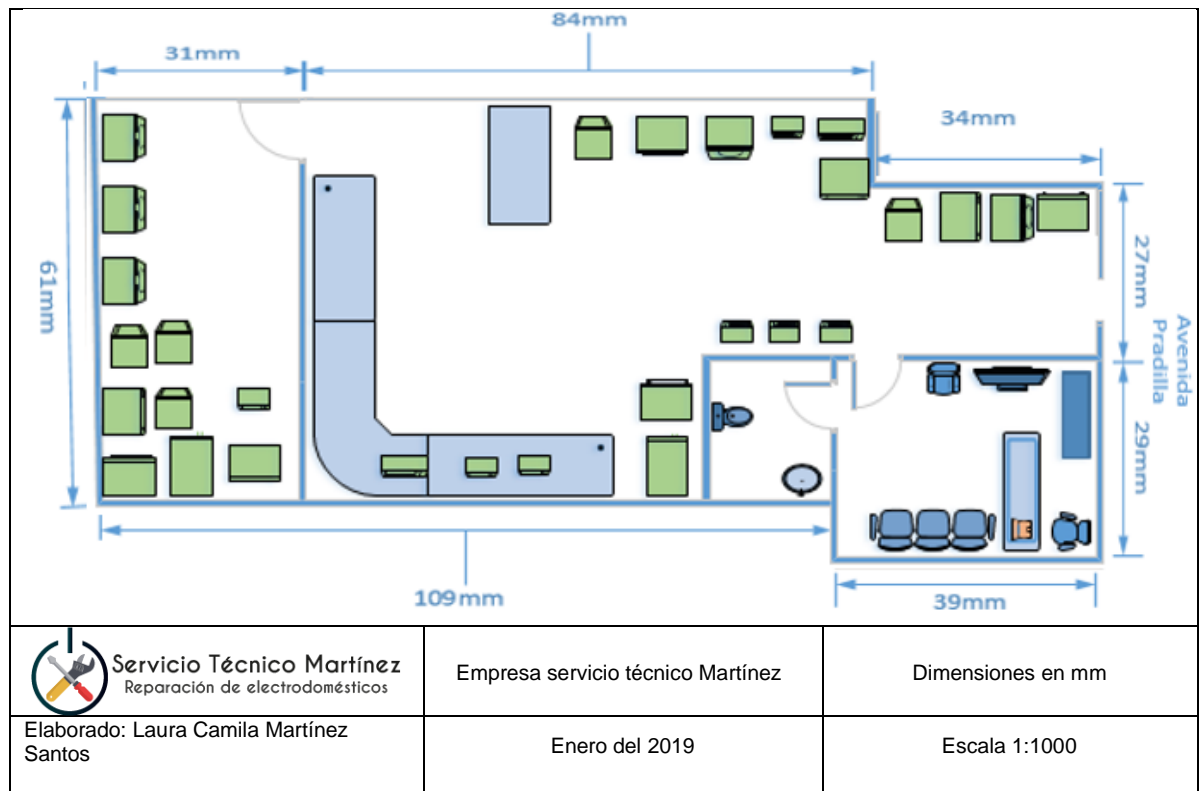 84mm
31mm
34mm
61mm
27mm
Avenida
Pradilla
29mm
109mm
39mm
Servicio Técnico Martínez
Reparación de electrodomésticos
Empresa servicio técnico Martínez
Dimensiones en mm
Elaborado: Laura Camila Martínez
Santos
Enero del 2019
Escala 1:1000